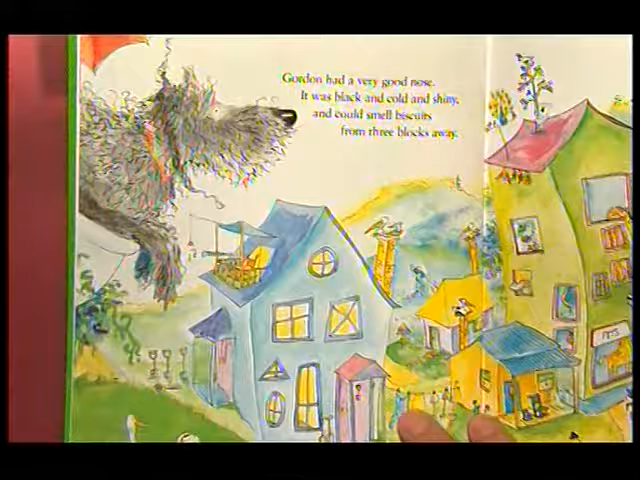 Gordon had a very good nose.
It was black and cold and shiny,
and could smell biscuits
from three blocks away.
PETS